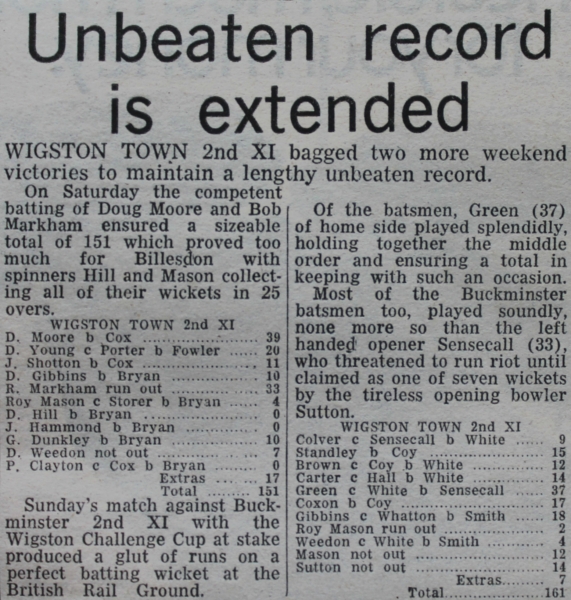 Unbeaten record
is extended
WIGSTON TOWN 2nd XI bagged two more weekend
victories to maintain a lengthy unbeaten record.
On Saturday the competent
batting of Doug Moore and Bob
Markham ensured a sizeable
total of 151 which proved too
much for Billesdon with
spinners Hill and Mason collect-
ing all of their wickets in 25
overs.
WIGSTON TOWN 2nd XI
D. Moore b Cox .................. 39
D. Young c Porter b Fowler ...... 20
J. Shotton b Cox .................. 11
D. Gibbins b Bryan ............... 10
R. Markham run out ............... 33
Roy Mason c Storer b Bryan ...... 4
D. Hill b Bryan .................. 0
J. Hammond b Bryan ............... 0
G. Dunkley b Bryan ............... 10
D. Weedon not out ............... 7
P. Clayton c Cox b Bryan ......... 0
Extras ...... 17
Total ......... 151
Sunday's match against Buck-
minster 2nd XI with the
Wigston Challenge Cup at stake
produced a glut of runs on a
perfect batting wicket at the
British Rail Ground.
Of the batsmen, Green (37)
of home side played splendidly,
holding together the middle
order and ensuring a total in
keeping with such an occasion.
Most of the Buckminster
batsmen too, played soundly,
none more so than the left
handed opener Sensecall (33),
who threatened to run riot until
claimed as one of seven wickets
by the tireless opening bowler
Sutton.
WIGSTON TOWN 2nd XI
Colver c Sensecall b White ...... 9
Standley b Coy .................. 15
Brown c Coy b White ............ 12
Carter c Hall b White ............ 14
Green c White b Sensecall ...... 37
Coxon b Coy ..................... 17
Gibbins c Whatton b Smith ...... 18
Roy Mason run out ............... 2
Weedon c White b Smith ......... 4
Mason not out .................. 12
Sutton not out .................. 14
Extras......... 7
Total............ 161